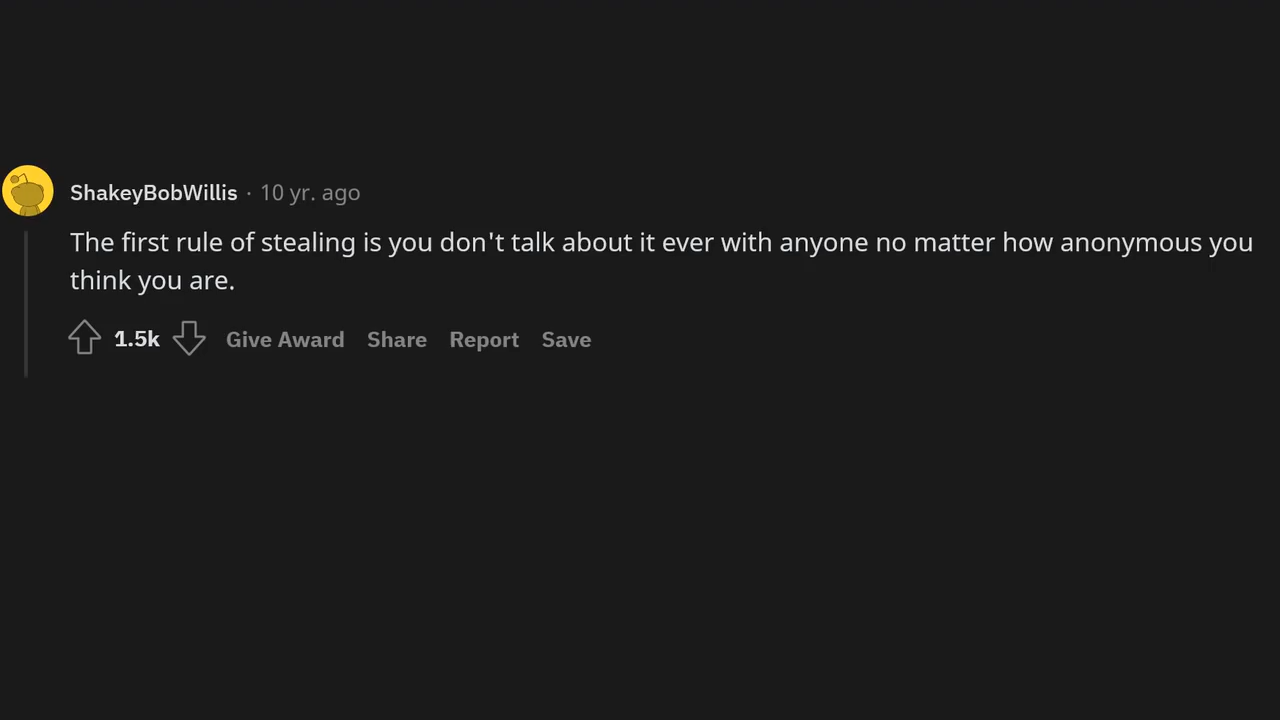 ShakeyBobWillis · 10 yr. ago
The first rule of stealing is you don't talk about it ever with anyone no matter how anonymous you
think you are.
1.5k Give Award Share Report Save